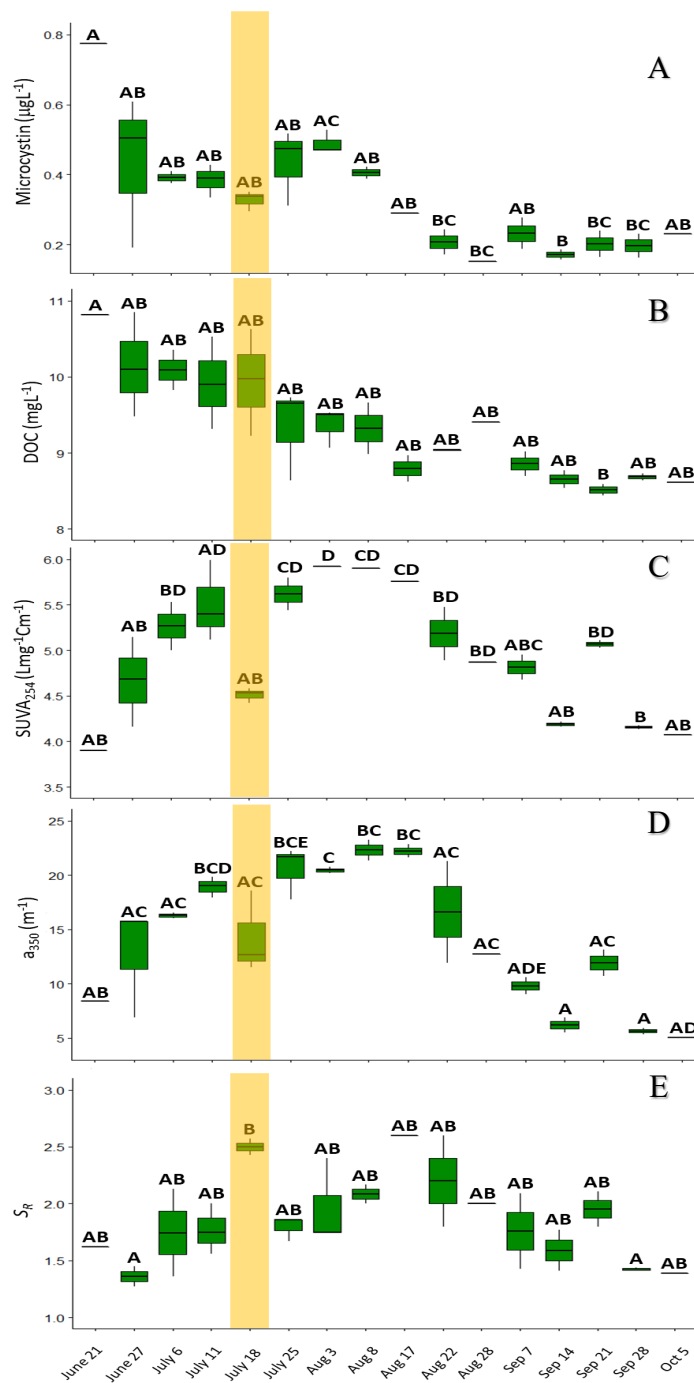 A
Microcystin (µgL-1)
0.8
0.6
0.4
0.2
A
AB
AB
AB
AB
AB
AC
AB
AB
BC
BC
AB
B
BC
BC
AB
B
DOC (mgL-1)
11
10
9
8
A
AB
AB
AB
AB
AB
AB
AB
AB
AB
AB
AB
AB
B
AB
AB
C
SUVA254 (Lmg-1Cm-1)
6.0
5.5
5.0
4.5
4.0
3.5
AB
AB
BD
AD
AB
CD
D
CD
CD
BD
BD
ABC
AB
BD
B
AB
D
a350 (m-1)
25
20
15
10
5
AB
AC
AC
BCD
AC
BCE
C
BC
BC
AC
AC
ADE
A
AC
A
AD
E
SR
3.0
2.5
2.0
1.5
1.0
AB
A
AB
AB
B
AB
AB
AB
AB
AB
AB
AB
AB
AB
A
AB
June 21
June 27
July 6
July 11
July 18
July 25
Aug 3
Aug 8
Aug 17
Aug 22
Aug 28
Sep 7
Sep 14
Sep 21
Sep 28
Oct 5